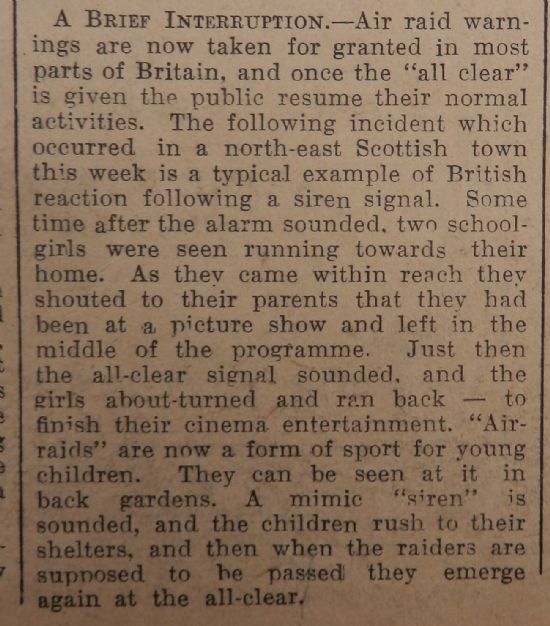 A BRIEF INTERRUPTION.—Air raid warn-
ings are now taken for granted in most
parts of Britain, and once the "all clear"
is given the public resume their normal
activities. The following incident which
occurred in a north-east Scottish town
this week is a typical example of British
reaction following a siren signal. Some
time after the alarm sounded, two school-
girls were seen running towards their
home. As they came within reach they
shouted to their parents that they had
been at a picture show and left in the
middle of the programme. Just then
the all-clear signal sounded, and the
girls about-turned and ran back — to
finish their cinema entertainment. "Air-
raids" are now a form of sport for young
children. They can be seen at it in
back gardens. A mimic "siren" is
sounded, and the children rush to their
shelters, and then when the raiders are
supposed to be passed they emerge
again at the all-clear.